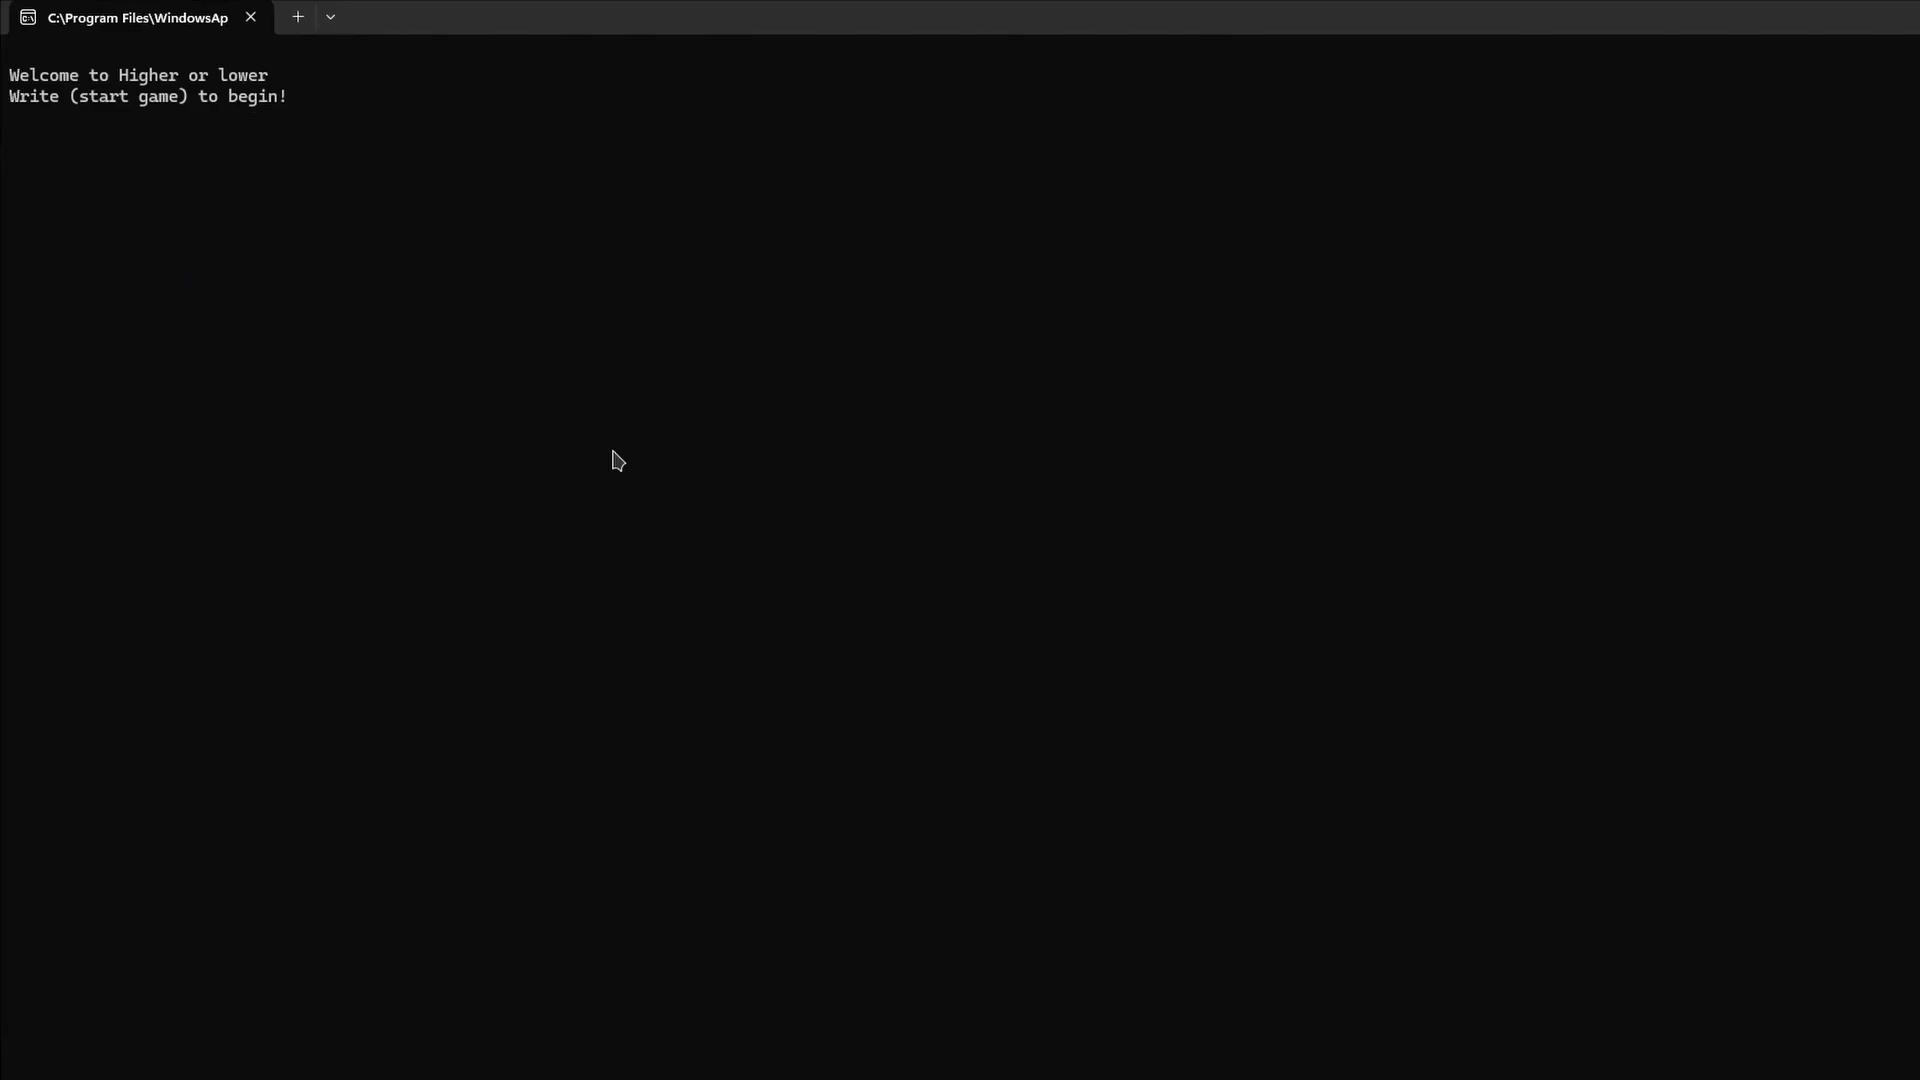 C:\Program Files\WindowsAp
Welcome to Higher or lower
Write (start game) to begin!